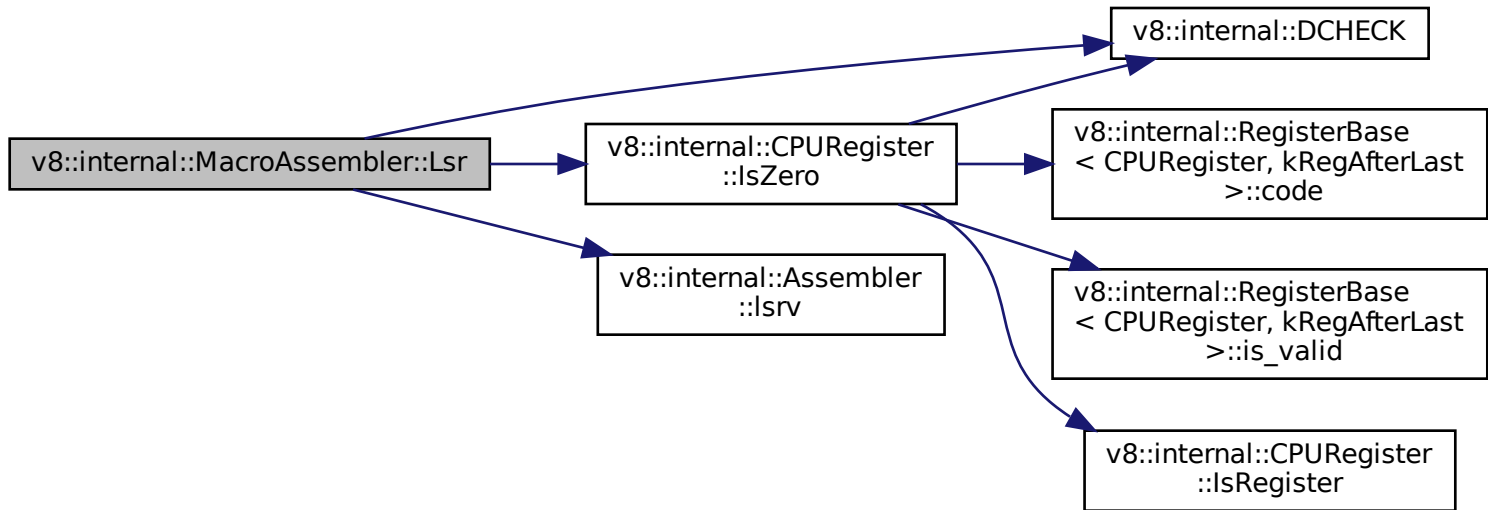 v8::internal::MacroAssembler::Lsr
v8::internal::DCHECK
v8::internal::CPURegister
::IsZero
v8::internal::Assembler
::lsrv
v8::internal::RegisterBase
< CPURegister, kRegAfterLast
>::code
v8::internal::RegisterBase
< CPURegister, kRegAfterLast
>::is_valid
v8::internal::CPURegister
::IsRegister